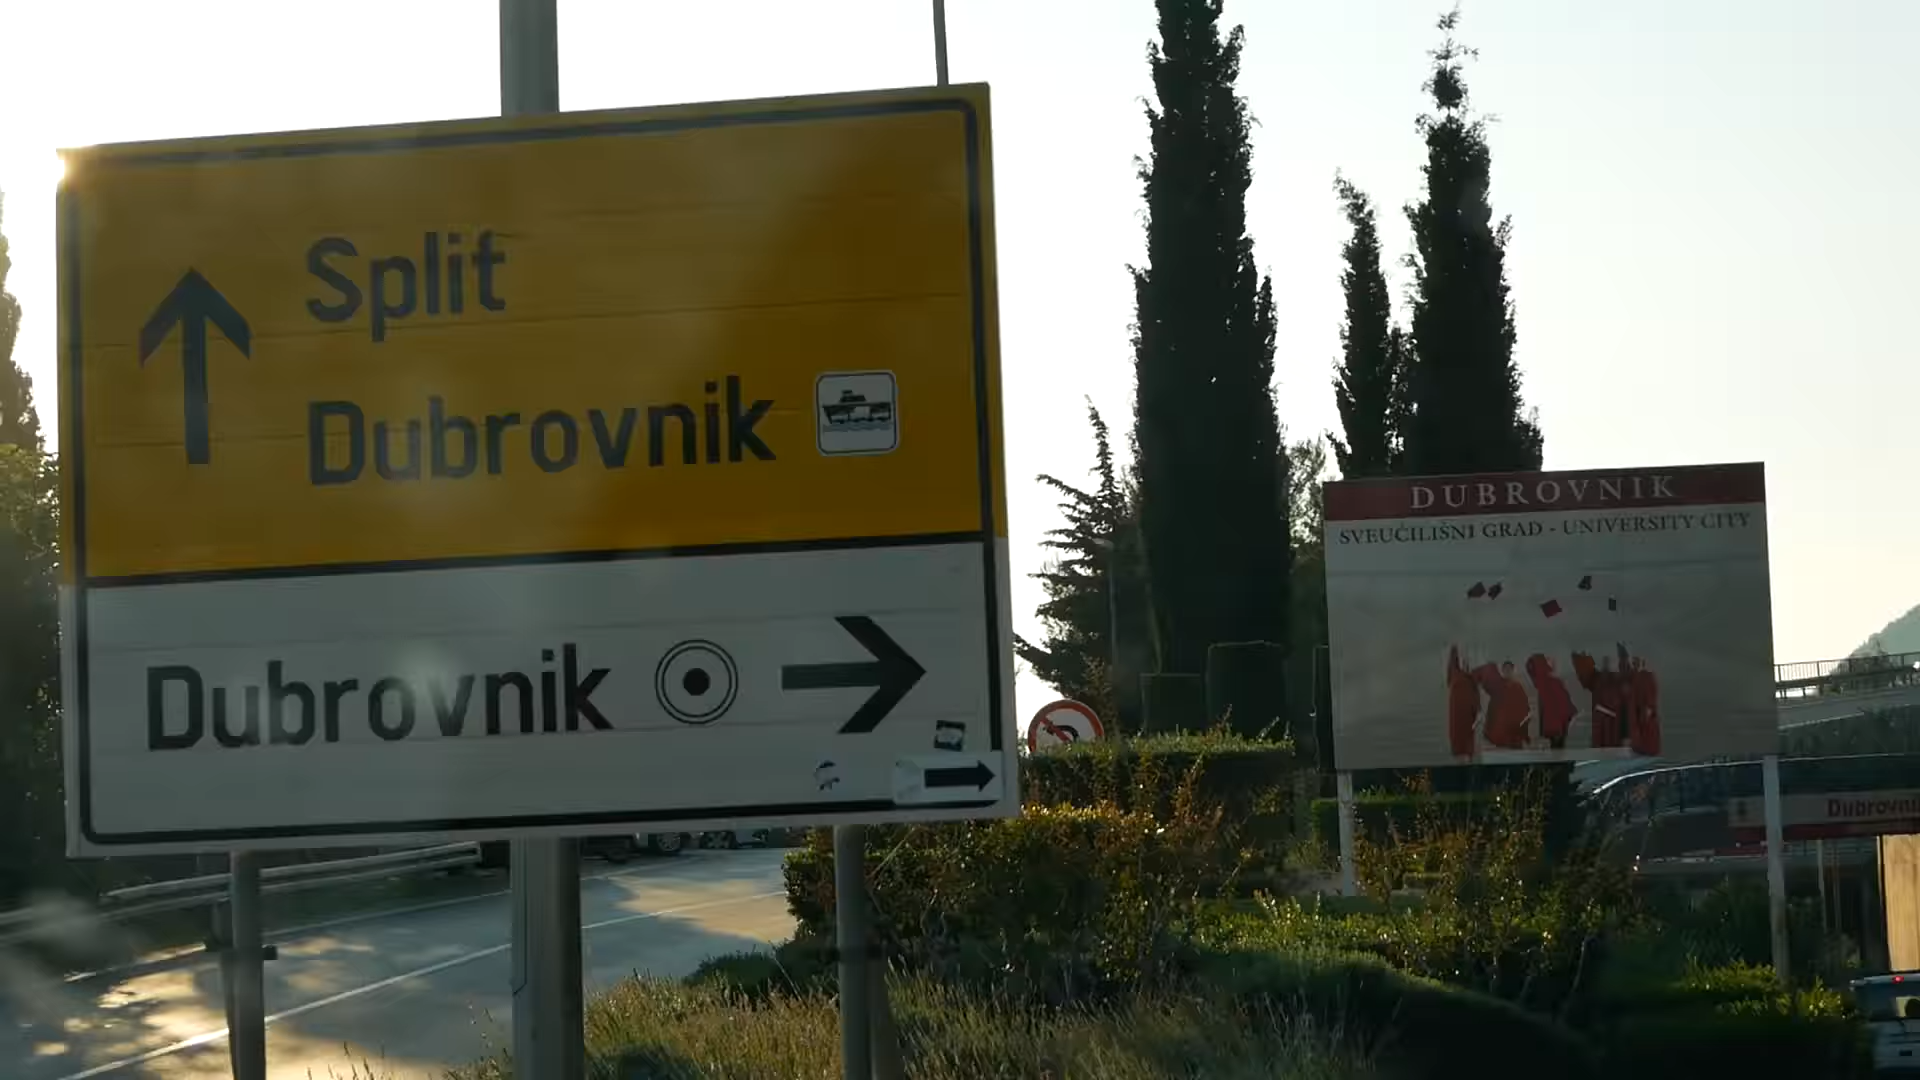 Split
Dubrovnik
Dubrovnik
DUBROVNIK
SVEUČILIŠNI GRAD - UNIVERSITY CITY
Dubrovni